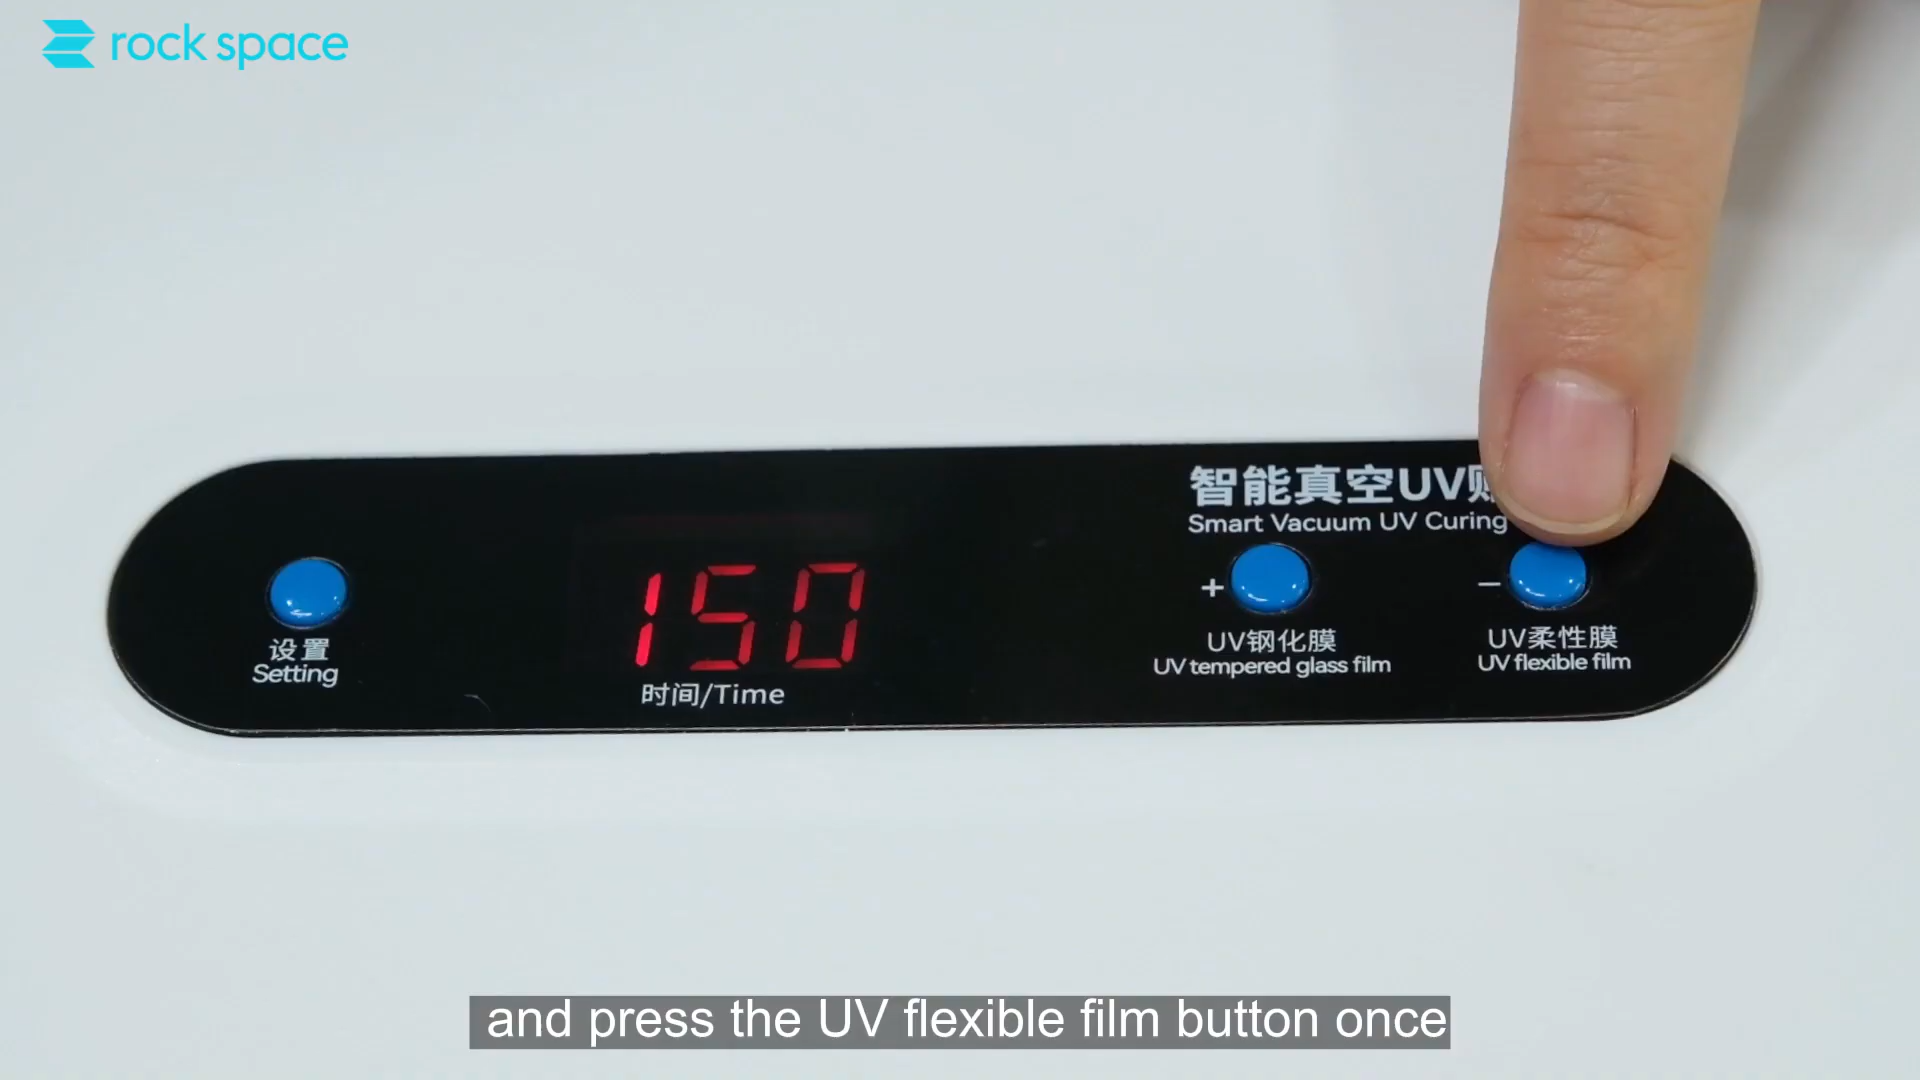 rock space
智能真空UV
Smart Vacuum UV Curing
+
−
设置
Setting
150
时间/Time
UV钢化膜
UV tempered glass film
UV柔性膜
UV flexible film
and press the UV flexible film button once